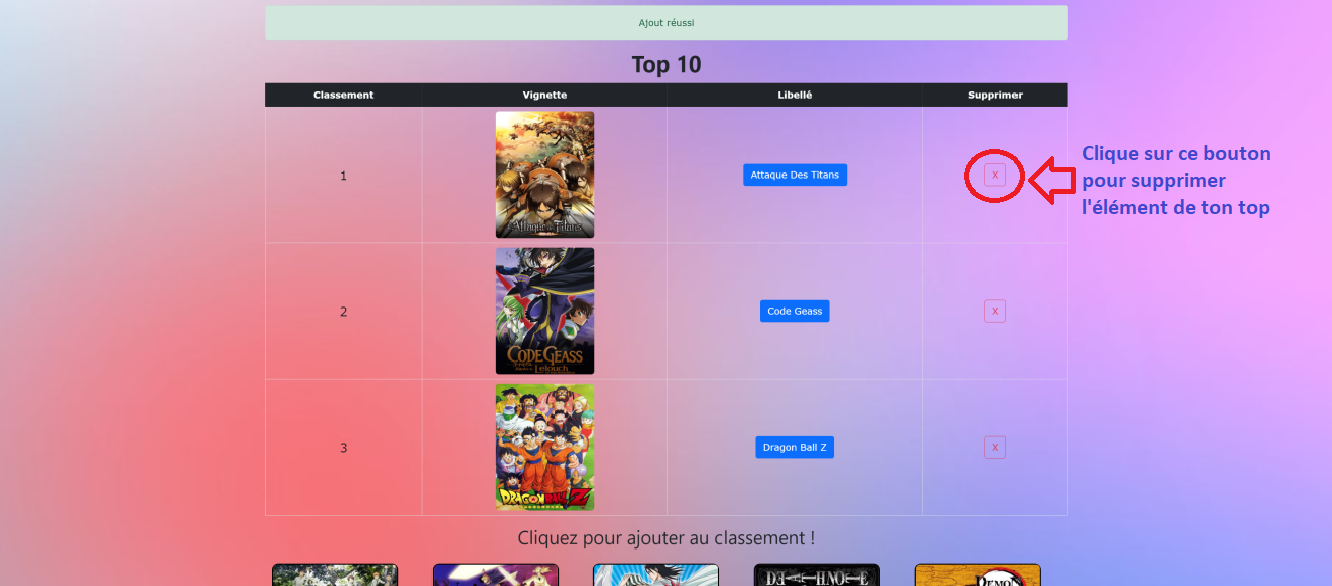 Ajout réussi
Top 10
Classement Vignette Libellé Supprimer
1 Attaque Des Titans X
L'Attaque des Titans
2 Code Geass X
CODE GEASS
Lelouch
3 Dragon Ball Z X
DRAGON BALL Z
Clique sur ce bouton
pour supprimer
l'élément de ton top
Cliquez pour ajouter au classement !
DEATH NOTE
DEMON